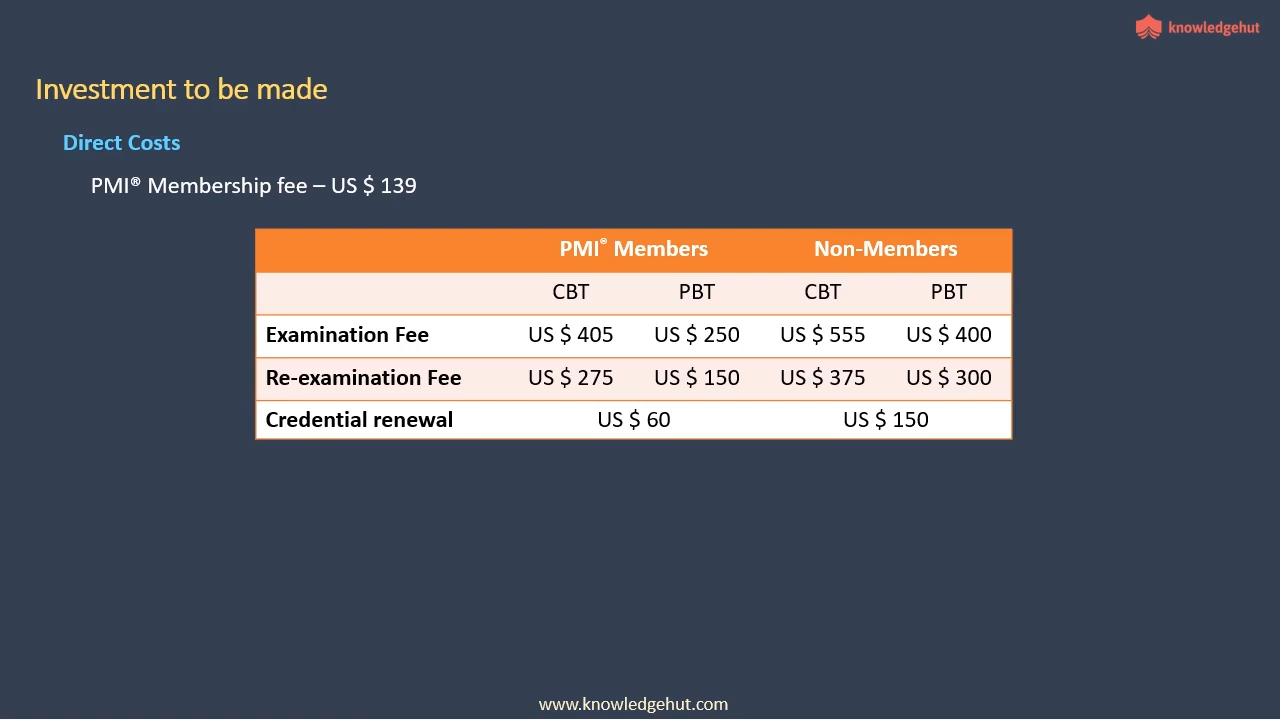 knowledgehut
Investment to be made
Direct Costs
PMI® Membership fee – US $ 139
PMI® Members Non-Members
CBT PBT CBT PBT
Examination Fee US $ 405 US $ 250 US $ 555 US $ 400
Re-examination Fee US $ 275 US $ 150 US $ 375 US $ 300
Credential renewal US $ 60 US $ 150
www.knowledgehut.com